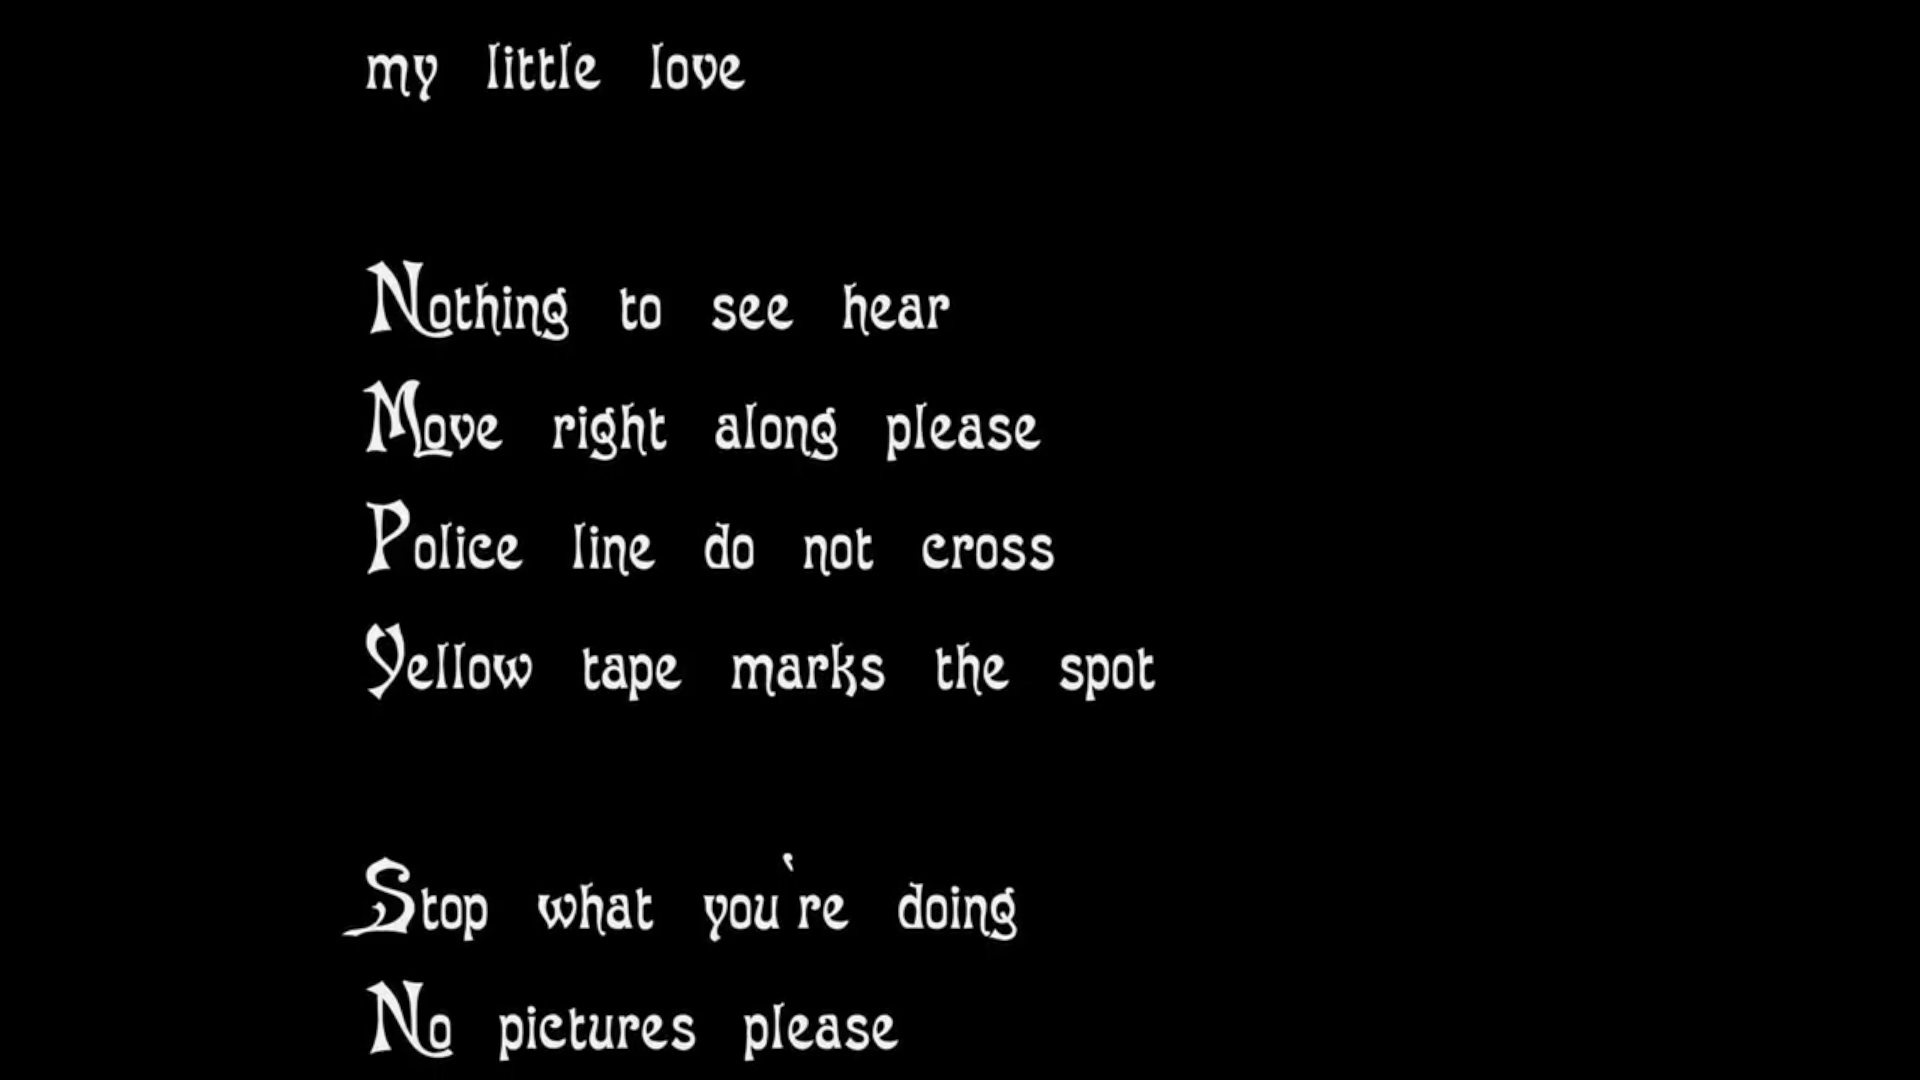 my little love
Nothing to see hear
Move right along please
Police line do not cross
Yellow tape marks the spot
Stop what you're doing
No pictures please